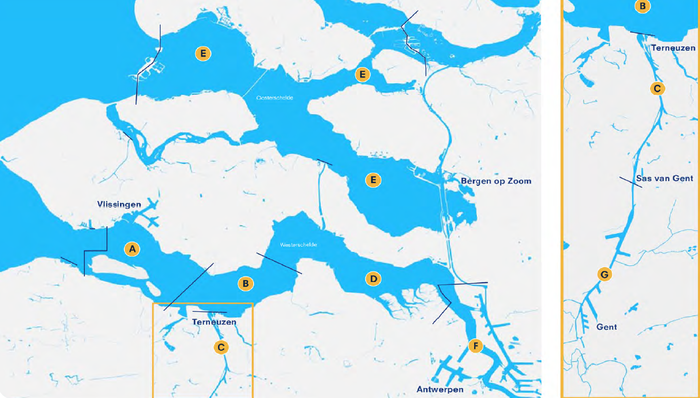 E
E
Oosterschelde
E
Bergen op Zoom
Vlissingen
A
Westerschelde
B
D
Terneuzen
C
F
Antwerpen
B
Terneuzen
C
Sas van Gent
G
Gent